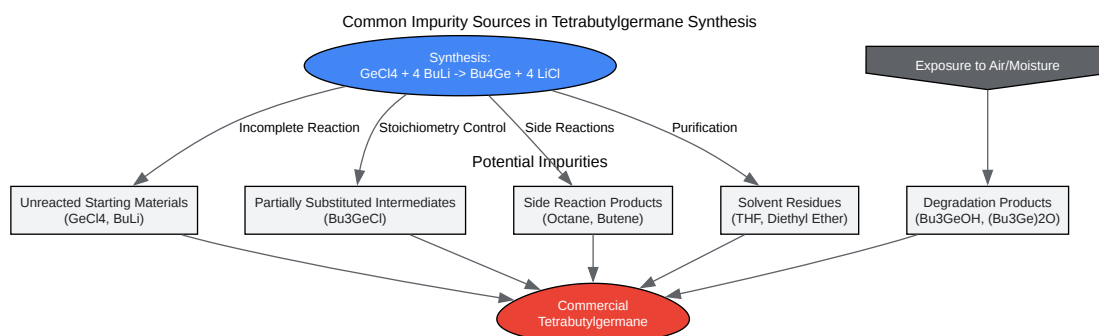 Common Impurity Sources in Tetrabutylgermane Synthesis
Synthesis:
GeCl4 + 4 BuLi -> Bu4Ge + 4 LiCl
Exposure to Air/Moisture
Incomplete Reaction
Stoichiometry Control
Side Reactions
Purification
Potential Impurities
Unreacted Starting Materials
(GeCl4, BuLi)
Partially Substituted Intermediates
(Bu3GeCl)
Side Reaction Products
(Octane, Butene)
Solvent Residues
(THF, Diethyl Ether)
Degradation Products
(Bu3GeOH, (Bu3Ge)2O)
Commercial
Tetrabutylgermane